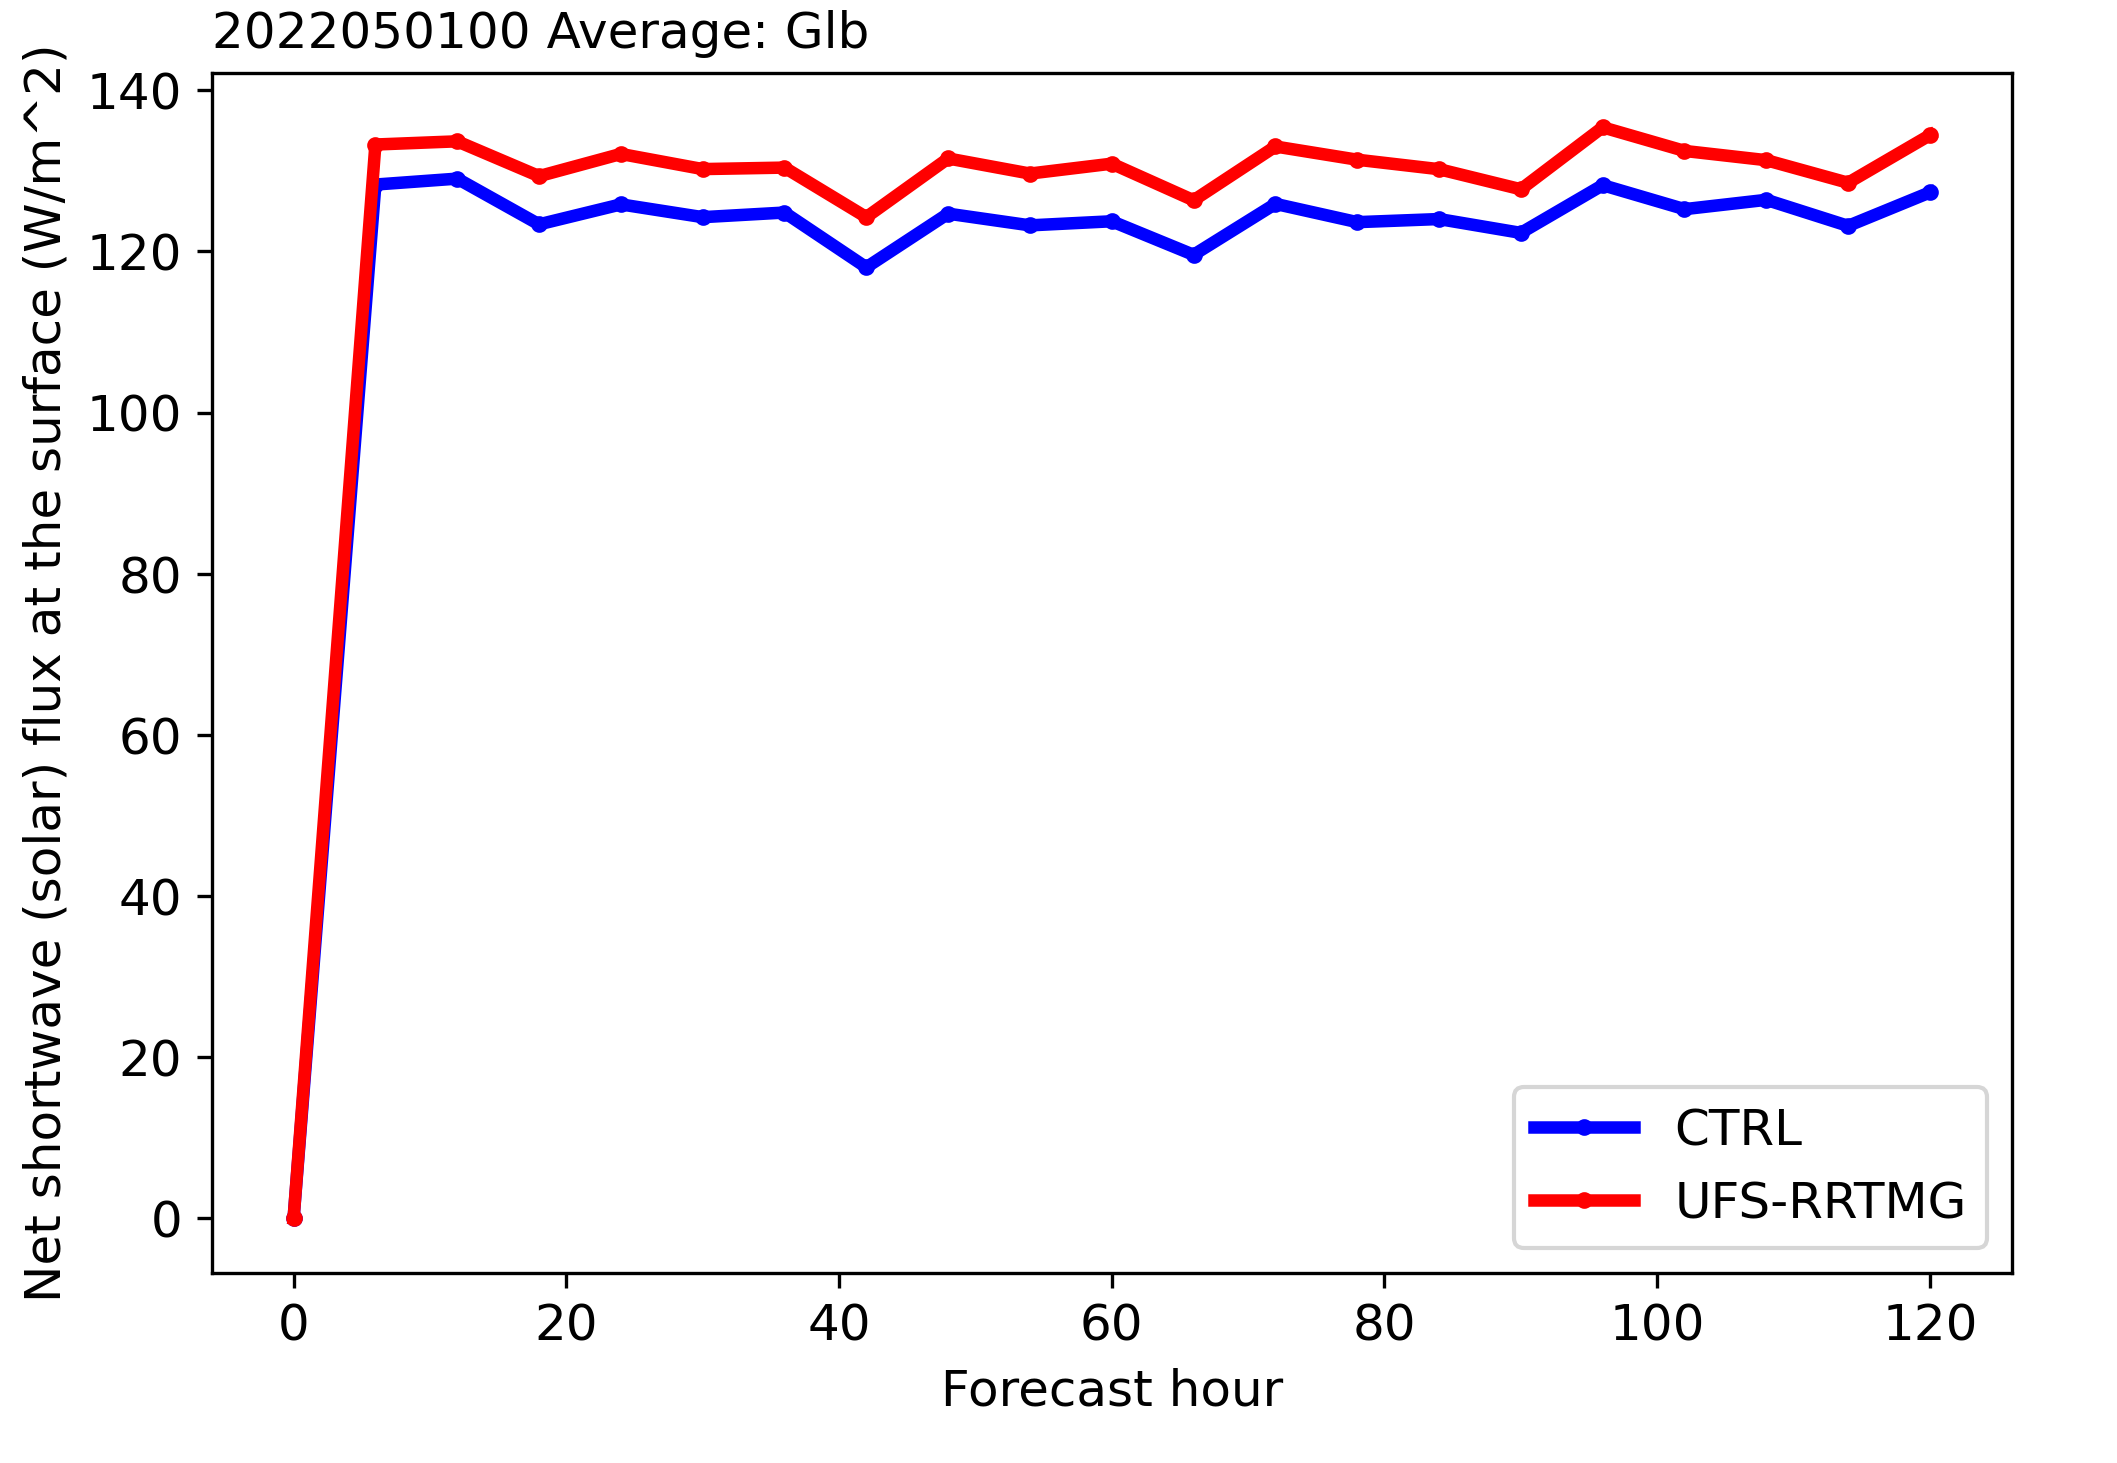 2022050100 Average: Glb
Net shortwave (solar) flux at the surface (W/m^2)
140
120
100
80
60
40
20
0
CTRL
UFS-RRTMG
0 20 40 60 80 100 120
Forecast hour